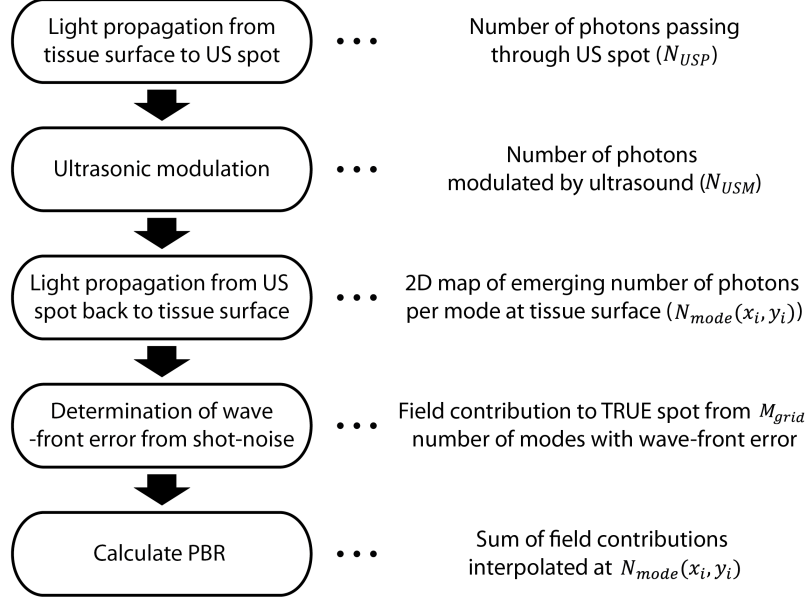 Light propagation from
tissue surface to US spot
• • •
Number of photons passing
through US spot (N_USP)
Ultrasonic modulation
• • •
Number of photons
modulated by ultrasound (N_USM)
Light propagation from US
spot back to tissue surface
• • •
2D map of emerging number of photons
per mode at tissue surface (N_mode(x_i, y_i))
Determination of wave
-front error from shot-noise
• • •
Field contribution to TRUE spot from M_grid
number of modes with wave-front error
Calculate PBR
• • •
Sum of field contributions
interpolated at N_mode(x_i, y_i)